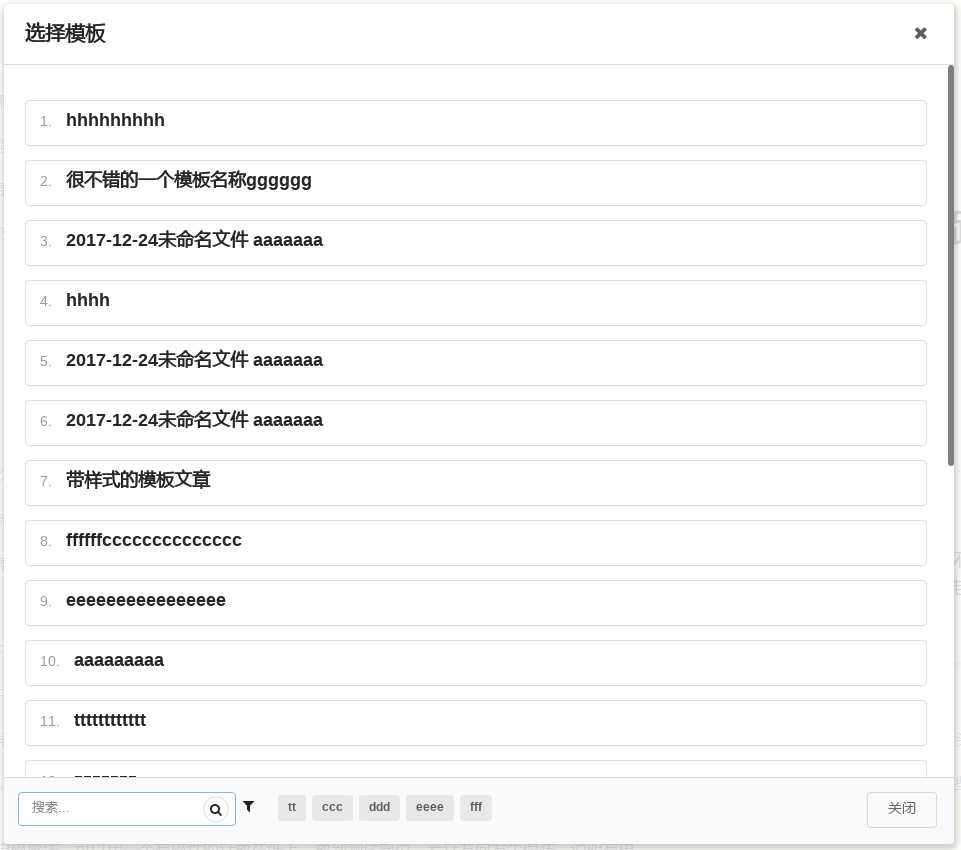 选择模板
1. hhhhhhhhh
2. 很不错的一个模板名称gggggg
3. 2017-12-24未命名文件 aaaaaaa
4. hhhh
5. 2017-12-24未命名文件 aaaaaaa
6. 2017-12-24未命名文件 aaaaaaa
7. 带样式的模板文章
8. ffffffcccccccccccccc
9. eeeeeeeeeeeeeeee
10. aaaaaaaaa
11. tttttttttttt
搜索... tt ccc ddd eeee fff 关闭